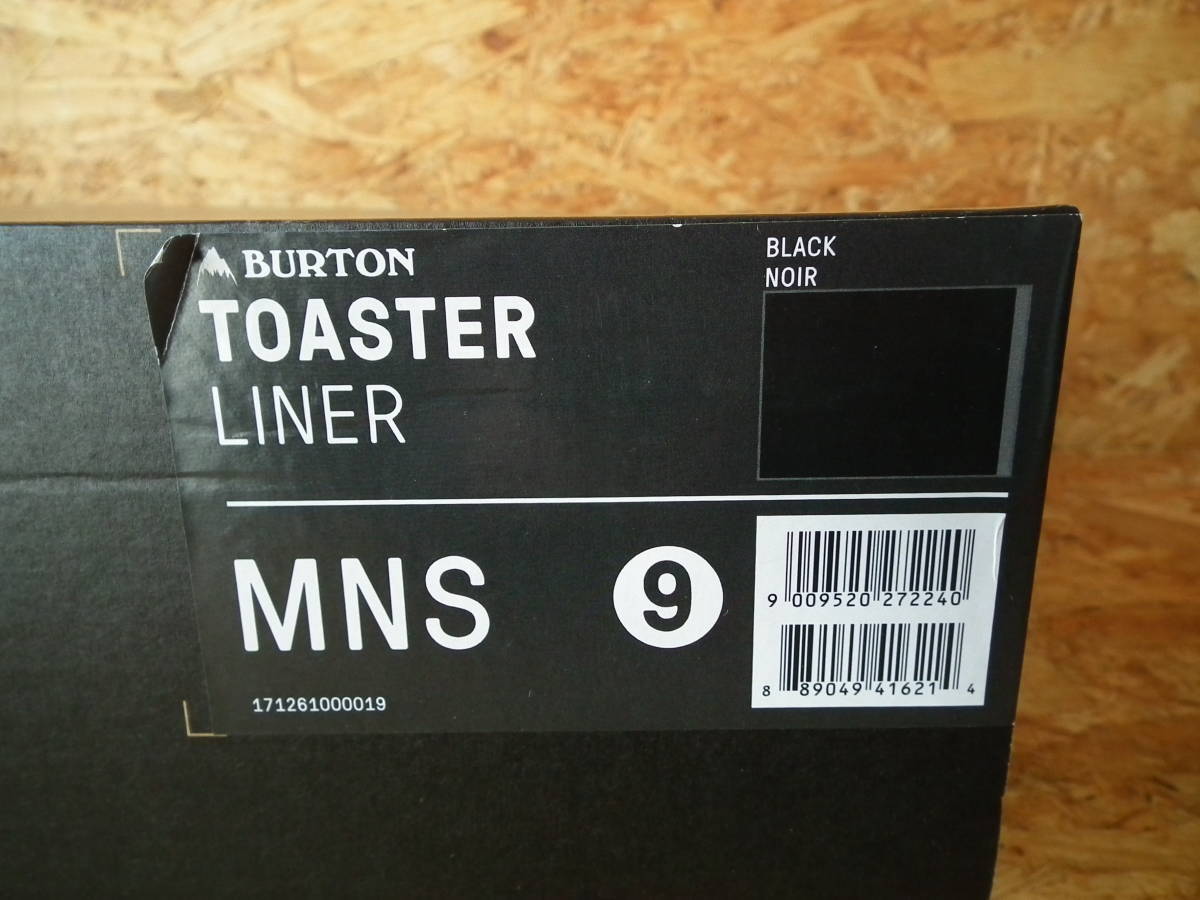 BURTON
TOASTER
LINER
BLACK
NOIR
MNS
9
9 009520 272240
8 89049 41621 4
171261000019